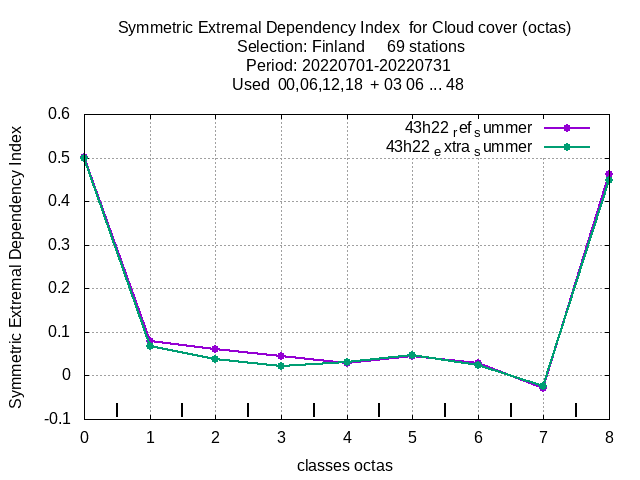 Symmetric Extremal Dependency Index for Cloud cover (octas)
Selection: Finland 69 stations
Period: 20220701-20220731
Used 00,06,12,18 + 03 06 ... 48
43h22 ref summer
43h22 extra summer
Symmetric Extremal Dependency Index
0.6
0.5
0.4
0.3
0.2
0.1
0
-0.1
0 1 2 3 4 5 6 7 8
classes octas